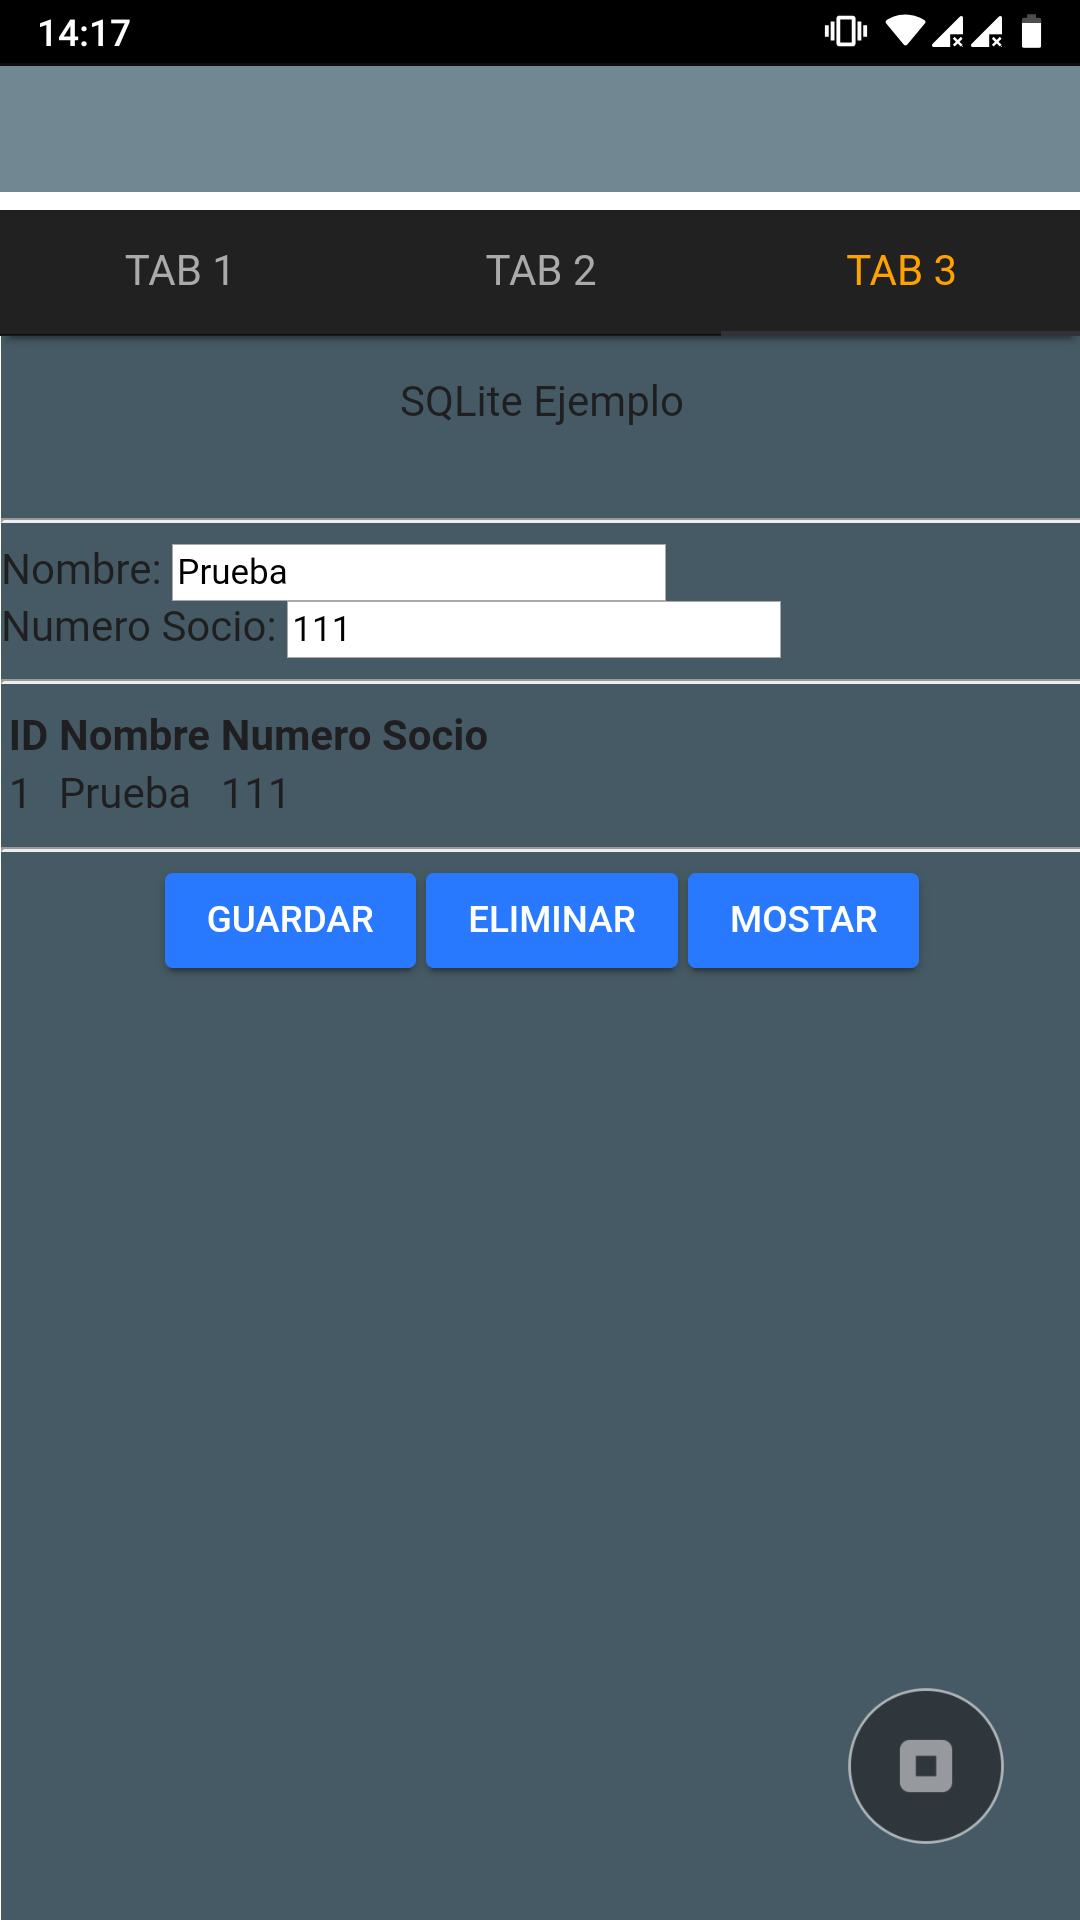 14:17
TAB 1 TAB 2 TAB 3
SQLite Ejemplo
Nombre: Prueba
Numero Socio: 111
ID Nombre Numero Socio
1 Prueba 111
GUARDAR ELIMINAR MOSTAR